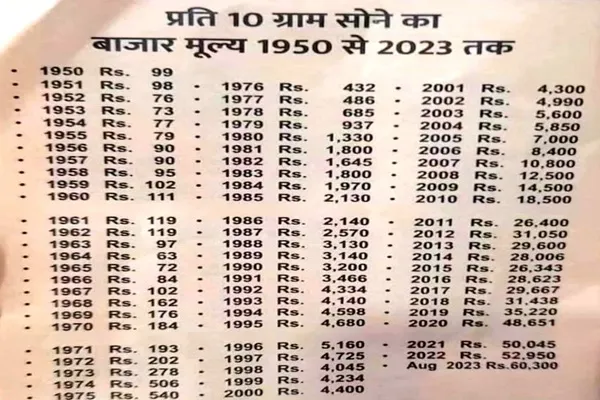 प्रति 10 ग्राम सोने का
बाजार मूल्य 1950 से 2023 तक
• 1950 Rs. 99
• 1951 Rs. 98
• 1952 Rs. 76
• 1953 Rs. 73
• 1954 Rs. 77
• 1955 Rs. 79
• 1956 Rs. 90
• 1957 Rs. 90
• 1958 Rs. 95
• 1959 Rs. 102
• 1960 Rs. 111
• 1961 Rs. 119
• 1962 Rs. 119
• 1963 Rs. 97
• 1964 Rs. 63
• 1965 Rs. 72
• 1966 Rs. 84
• 1967 Rs. 102
• 1968 Rs. 162
• 1969 Rs. 176
• 1970 Rs. 184
• 1971 Rs. 193
• 1972 Rs. 202
• 1973 Rs. 278
• 1974 Rs. 506
• 1975 Rs. 540
• 1976 Rs. 432
• 1977 Rs. 486
• 1978 Rs. 685
• 1979 Rs. 937
• 1980 Rs. 1,330
• 1981 Rs. 1,800
• 1982 Rs. 1,645
• 1983 Rs. 1,800
• 1984 Rs. 1,970
• 1985 Rs. 2,130
• 1986 Rs. 2,140
• 1987 Rs. 2,570
• 1988 Rs. 3,130
• 1989 Rs. 3,140
• 1990 Rs. 3,200
• 1991 Rs. 3,466
• 1992 Rs. 4,334
• 1993 Rs. 4,140
• 1994 Rs. 4,598
• 1995 Rs. 4,680
• 1996 Rs. 5,160
• 1997 Rs. 4,725
• 1998 Rs. 4,045
• 1999 Rs. 4,234
• 2000 Rs. 4,400
• 2001 Rs. 4,300
• 2002 Rs. 4,990
• 2003 Rs. 5,600
• 2004 Rs. 5,850
• 2005 Rs. 7,000
• 2006 Rs. 8,400
• 2007 Rs. 10,800
• 2008 Rs. 12,500
• 2009 Rs. 14,500
• 2010 Rs. 18,500
• 2011 Rs. 26,400
• 2012 Rs. 31,050
• 2013 Rs. 29,600
• 2014 Rs. 28,006
• 2015 Rs. 26,343
• 2016 Rs. 28,623
• 2017 Rs. 29,667
• 2018 Rs. 31,438
• 2019 Rs. 35,220
• 2020 Rs. 48,651
• 2021 Rs. 50,045
• 2022 Rs. 52,950
• Aug 2023 Rs.60,300